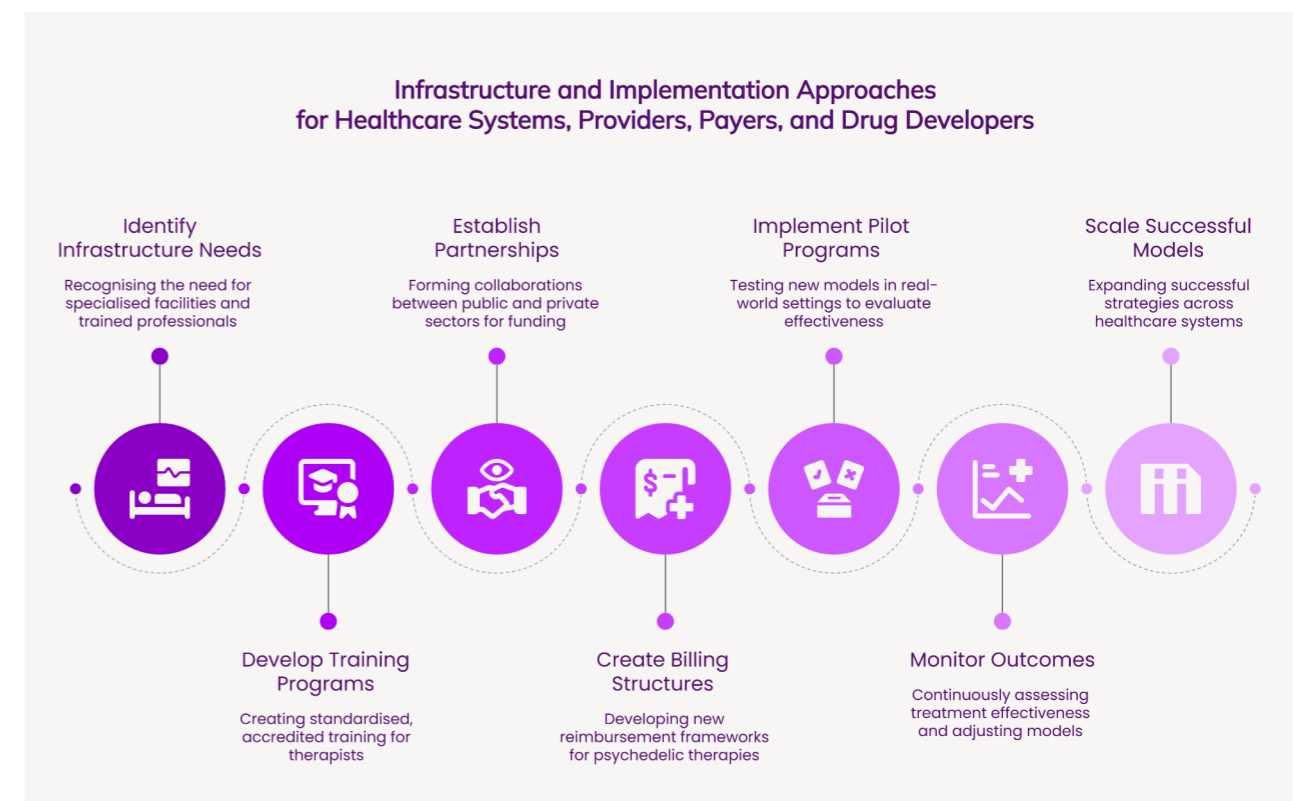 Infrastructure and Implementation Approaches
for Healthcare Systems, Providers, Payers, and Drug Developers
Identify
Infrastructure Needs
Recognising the need for
specialised facilities and
trained professionals
Develop Training
Programs
Creating standardised,
accredited training for
therapists
Establish
Partnerships
Forming collaborations
between public and private
sectors for funding
Create Billing
Structures
Developing new
reimbursement frameworks
for psychedelic therapies
Implement Pilot
Programs
Testing new models in real-
world settings to evaluate
effectiveness
Monitor Outcomes
Continuously assessing
treatment effectiveness
and adjusting models
Scale Successful
Models
Expanding successful
strategies across
healthcare systems